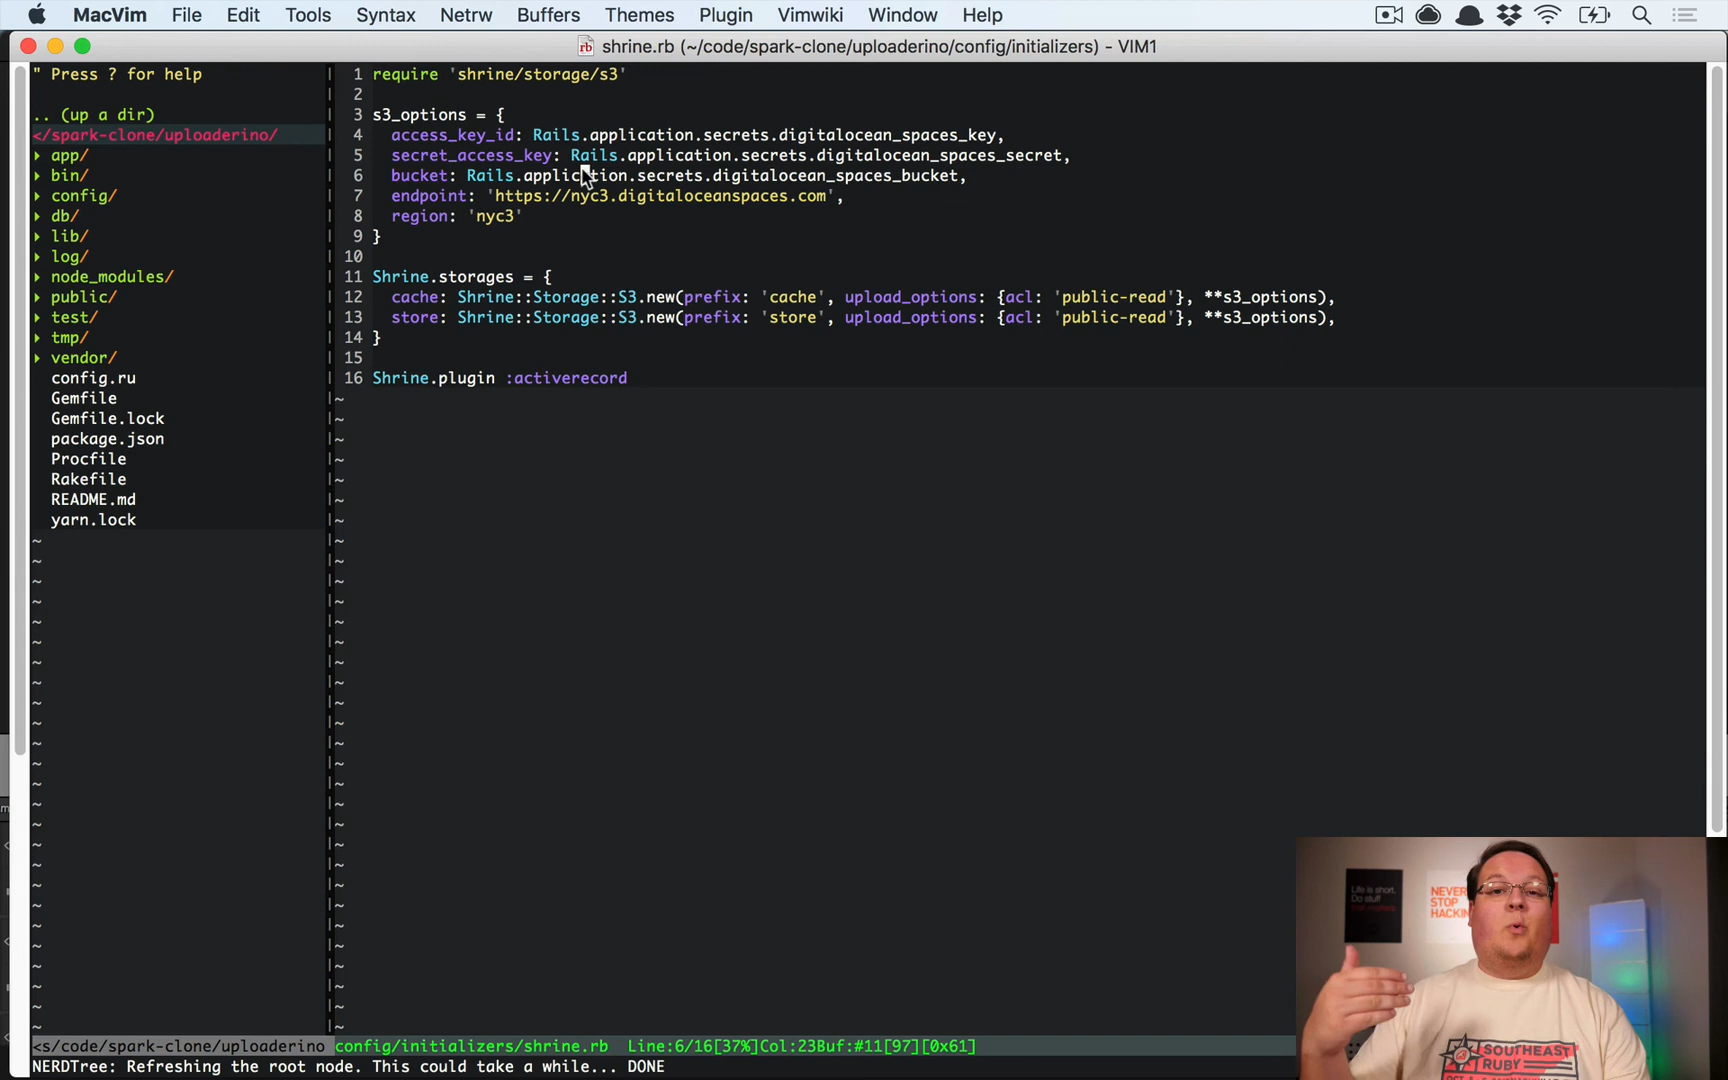 MacVim File Edit Tools Syntax Netrw Buffers Themes Plugin Vimwiki Window Help
shrine.rb (~/code/spark-clone/uploaderino/config/initializers) - VIM1
" Press ? for help
.. (up a dir)
</spark-clone/uploaderino/
app/
bin/
config/
db/
lib/
log/
node_modules/
public/
test/
tmp/
vendor/
config.ru
Gemfile
Gemfile.lock
package.json
Procfile
Rakefile
README.md
yarn.lock
1 require 'shrine/storage/s3'
2
3 s3_options = {
4 access_key_id: Rails.application.secrets.digitalocean_spaces_key,
5 secret_access_key: Rails.application.secrets.digitalocean_spaces_secret,
6 bucket: Rails.application.secrets.digitalocean_spaces_bucket,
7 endpoint: 'https://nyc3.digitaloceanspaces.com',
8 region: 'nyc3'
9 }
10
11 Shrine.storages = {
12 cache: Shrine::Storage::S3.new(prefix: 'cache', upload_options: {acl: 'public-read'}, **s3_options),
13 store: Shrine::Storage::S3.new(prefix: 'store', upload_options: {acl: 'public-read'}, **s3_options),
14 }
15
16 Shrine.plugin :activerecord
<s/code/spark-clone/uploaderino config/initializers/shrine.rb Line:6/16[37%]Col:23Buf:#11[97][0x61]
NERDTree: Refreshing the root node. This could take a while... DONE
Life is short.
Do stuff
NEVER
STOP
HACKIN
SOUTHEAST
RUBY